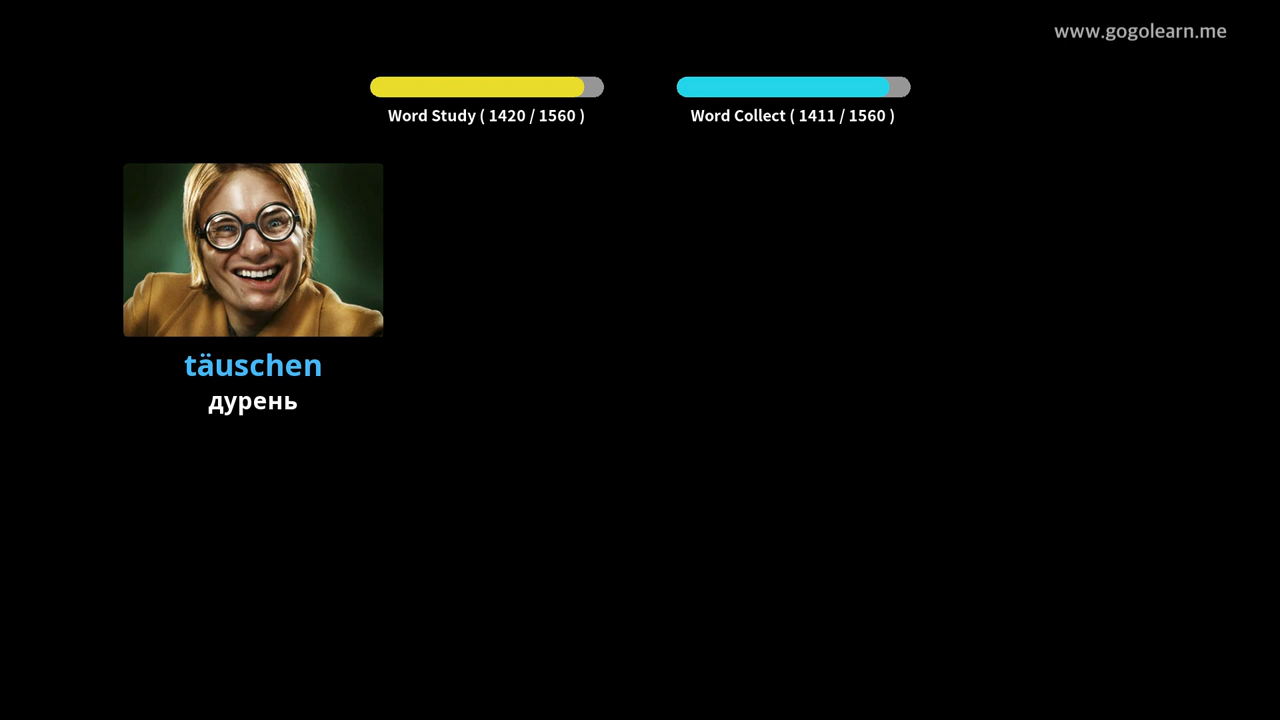 www.gogolearn.me
Word Study ( 1420 / 1560 )
Word Collect ( 1411 / 1560 )
täuschen
дурень